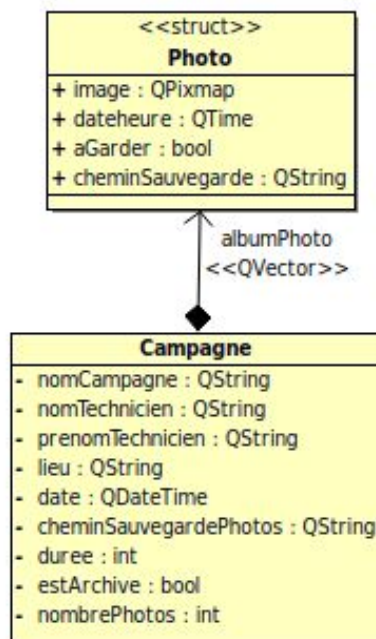 <<struct>>
Photo
+ image : QPixmap
+ dateheure : QTime
+ aGarder : bool
+ cheminSauvegarde : QString
albumPhoto
<<QVector>>
Campagne
- nomCampagne : QString
- nomTechnicien : QString
- prenomTechnicien : QString
- lieu : QString
- date : QDateTime
- cheminSauvegardePhotos : QString
- duree : int
- estArchive : bool
- nombrePhotos : int